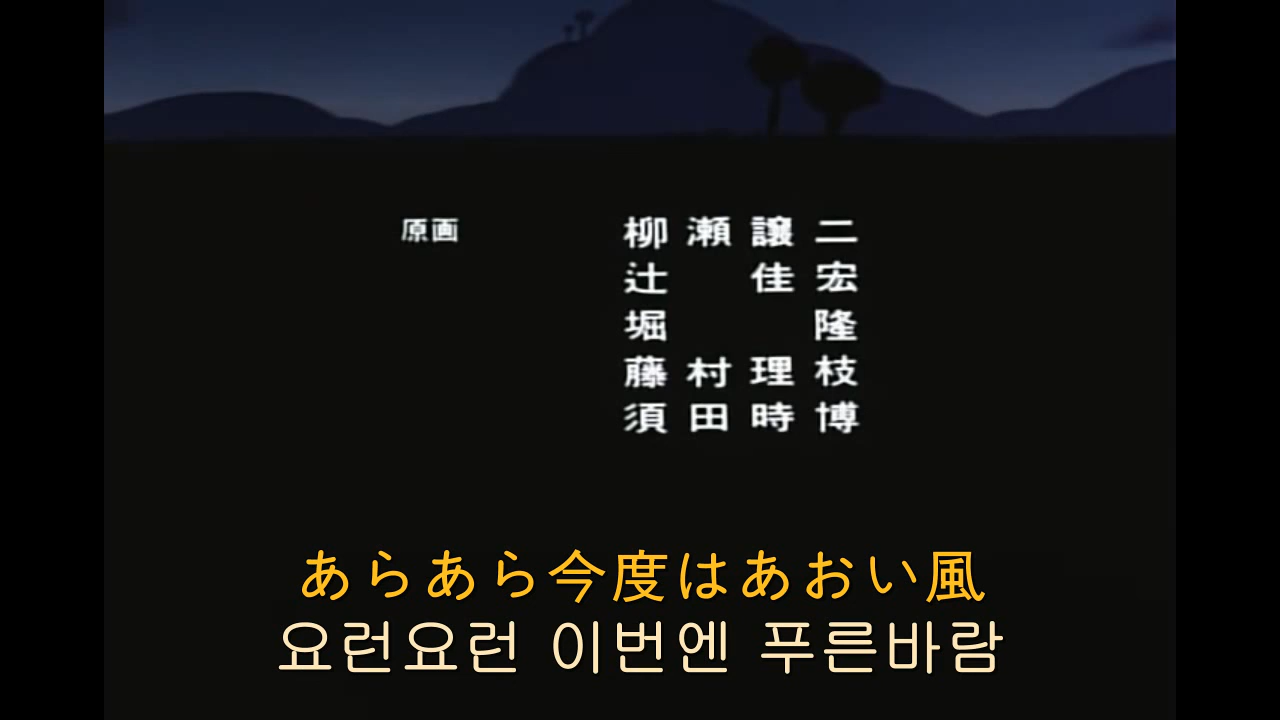 原画 柳瀬譲二
辻 佳宏
堀 隆
藤村理枝
須田時博
あらあら今度はあおい風
요런요런 이번엔 푸른바람